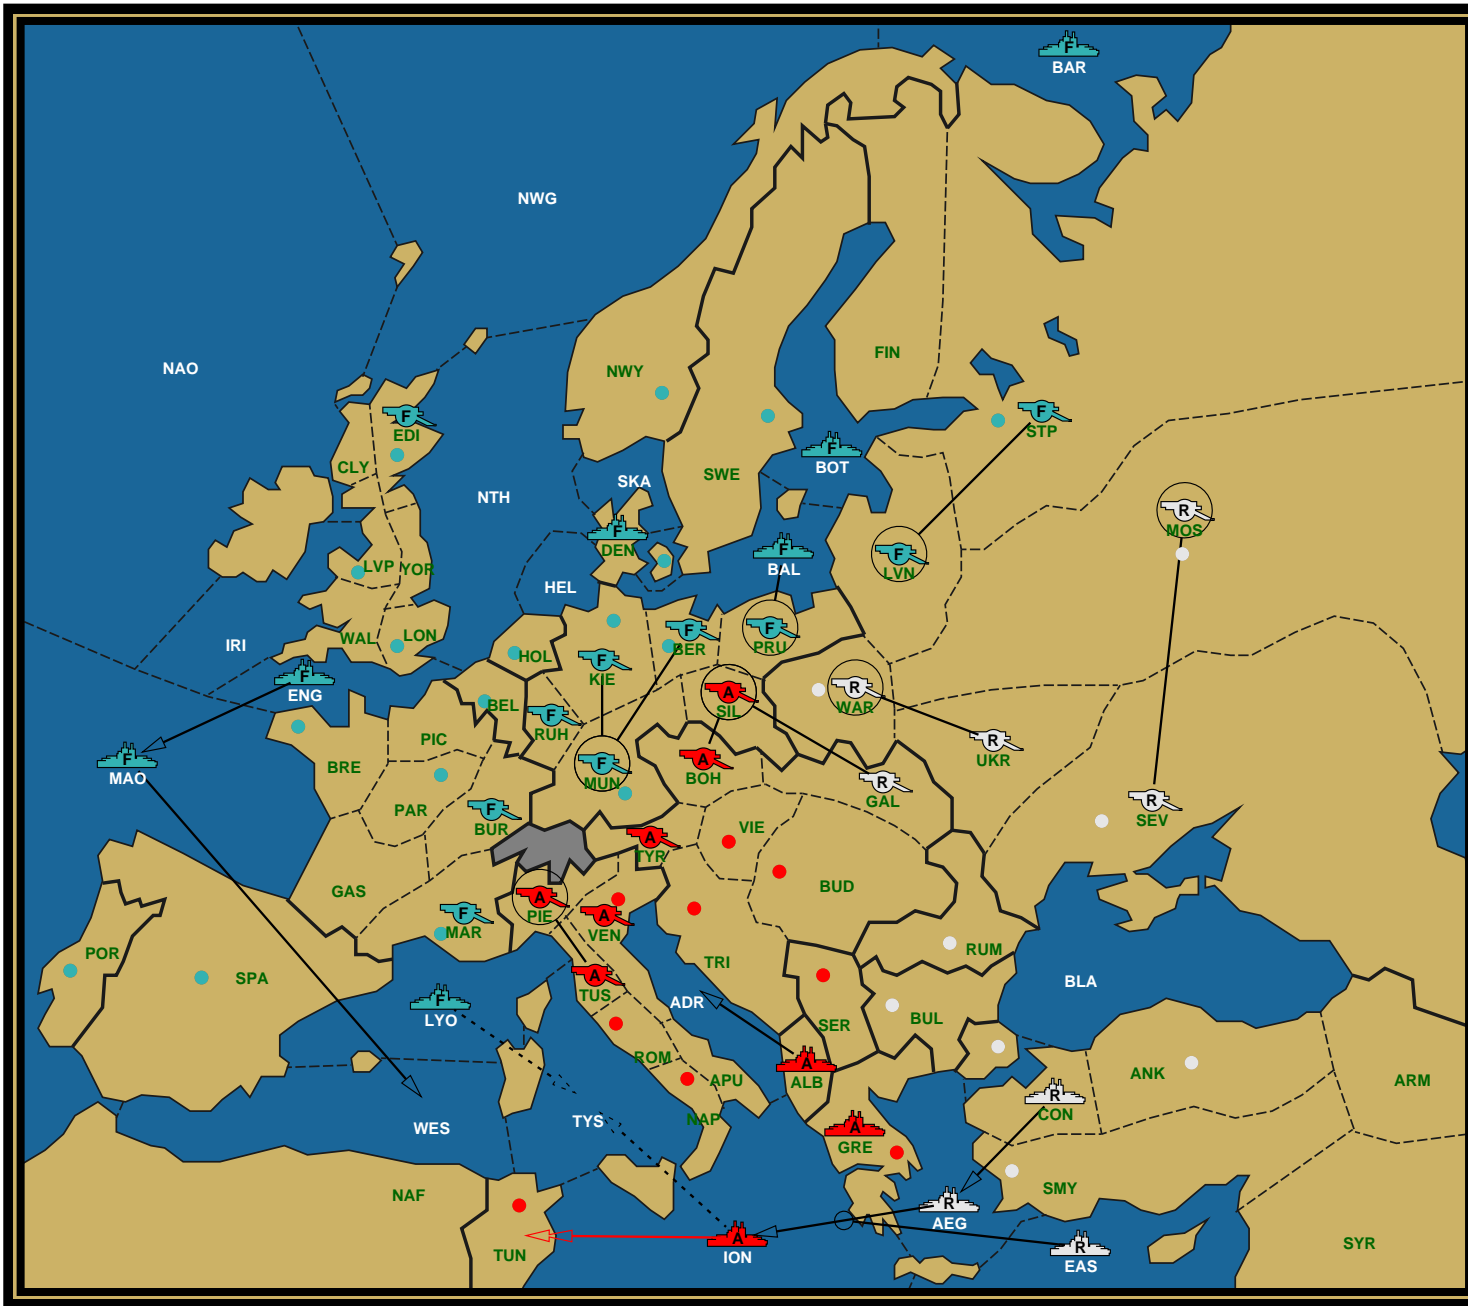 F
BAR
NWG
NAO
FIN
NWY
F
EDI
F
STP
F
BOT
CLY
SWE
SKA
NTH
R
MOS
F
DEN
F
BAL
F
LVN
LVP
YOR
HEL
IRI
WAL
LON
HOL
F
KIE
F
BER
F
PRU
F
ENG
BEL
F
RUH
A
SIL
R
WAR
PIC
BRE
F
MAO
F
MUN
A
BOH
R
UKR
R
GAL
PAR
F
BUR
R
SEV
VIE
A
TYR
GAS
BUD
F
MAR
A
PIE
A
VEN
POR
SPA
TRI
RUM
BLA
F
LYO
A
TUS
ADR
SER
BUL
ROM
APU
A
ALB
ANK
ARM
R
CON
WES
TYS
NAP
A
GRE
NAF
SMY
R
AEG
TUN
A
ION
R
EAS
SYR